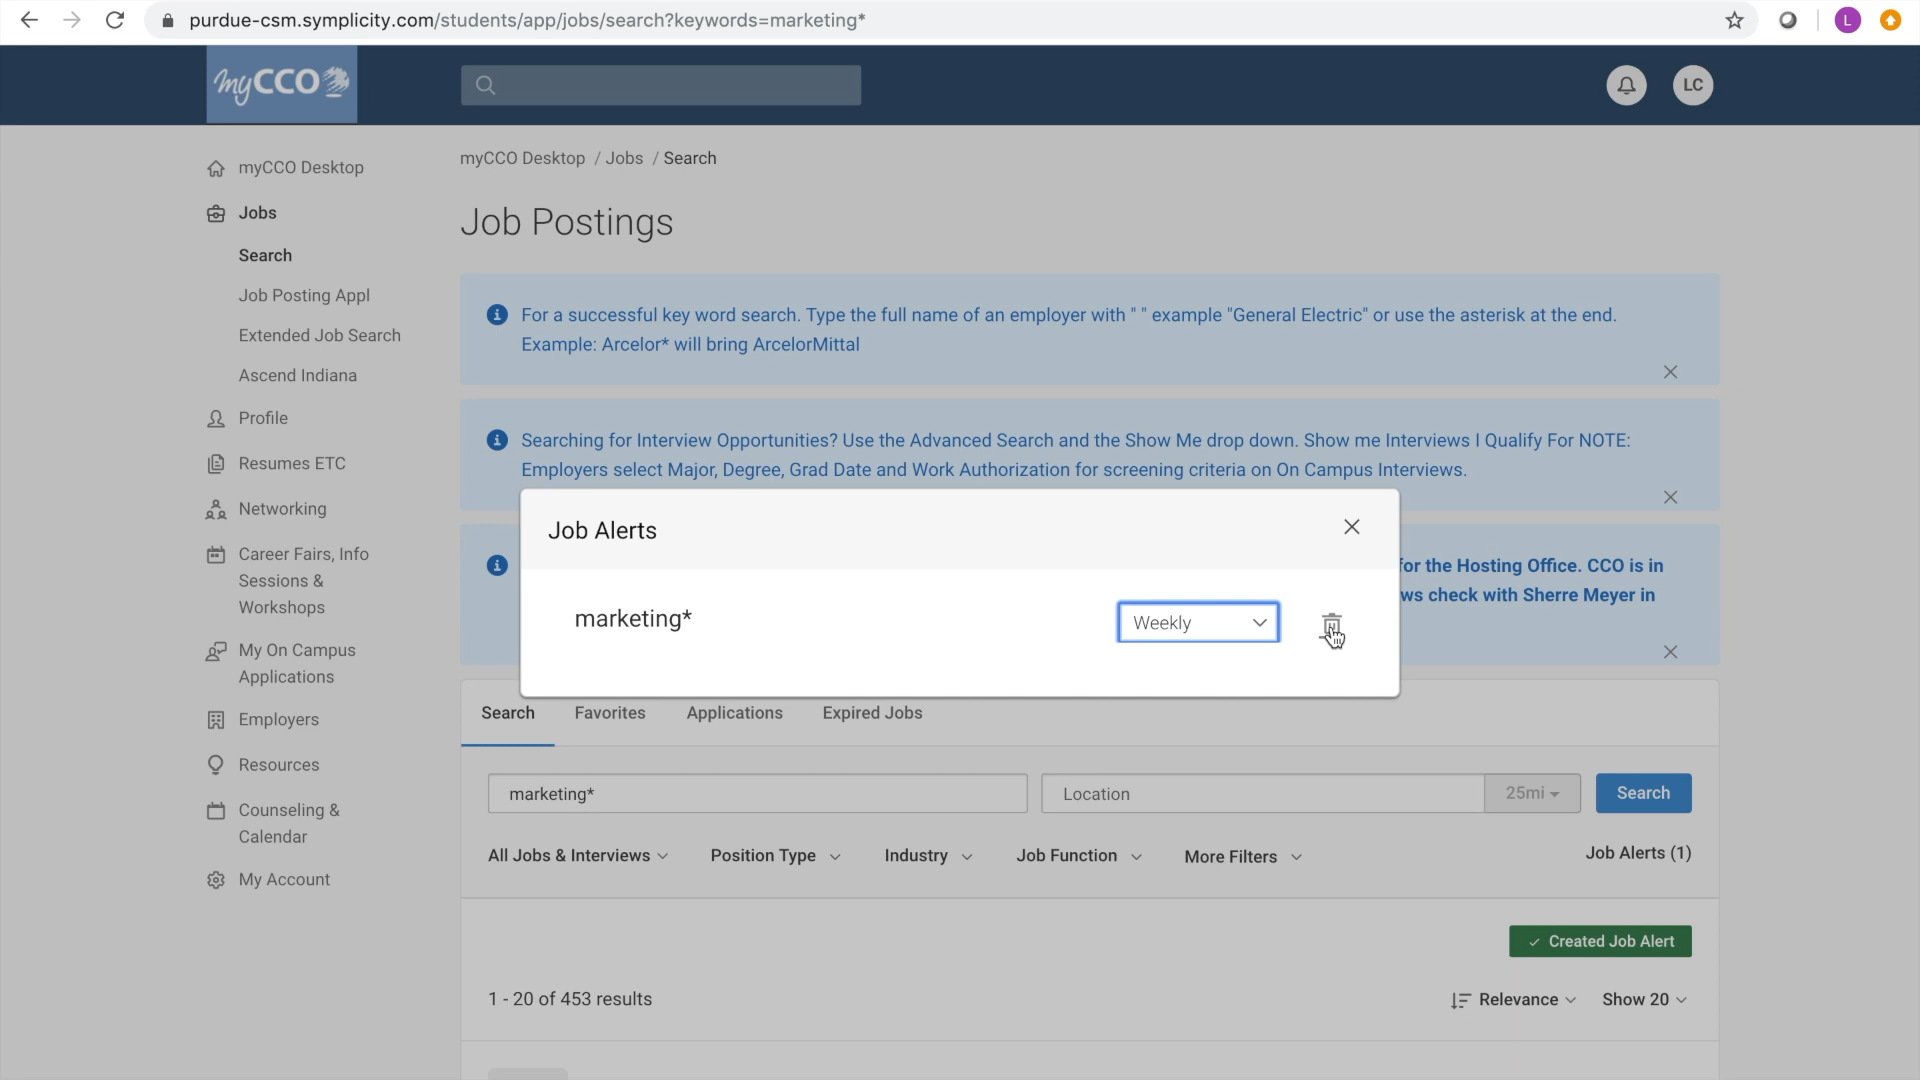 purdue-csm.symplicity.com/students/app/jobs/search?keywords=marketing*
L
myCCO
LC
myCCO Desktop
Jobs
Search
Job Posting Appl
Extended Job Search
Ascend Indiana
Profile
Resumes ETC
Networking
Career Fairs, Info
Sessions &
Workshops
My On Campus
Applications
Employers
Resources
Counseling &
Calendar
My Account
myCCO Desktop / Jobs / Search
Job Postings
For a successful key word search. Type the full name of an employer with " " example "General Electric" or use the asterisk at the end.
Example: Arcelor* will bring ArcelorMittal
Searching for Interview Opportunities? Use the Advanced Search and the Show Me drop down. Show me Interviews I Qualify For NOTE:
Employers select Major, Degree, Grad Date and Work Authorization for screening criteria on On Campus Interviews.
for the Hosting Office. CCO is in
ws check with Sherre Meyer in
Job Alerts
marketing*
Weekly
Search Favorites Applications Expired Jobs
marketing* Location 25mi Search
All Jobs & Interviews Position Type Industry Job Function More Filters Job Alerts (1)
Created Job Alert
1 - 20 of 453 results Relevance Show 20